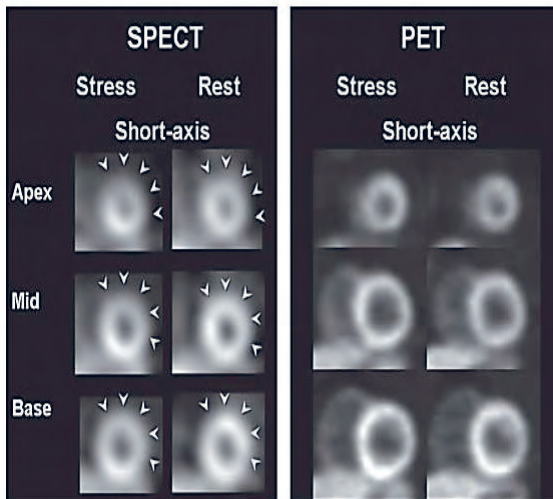 SPECT
Stress Rest
Short-axis
Apex
Mid
Base
PET
Stress Rest
Short-axis